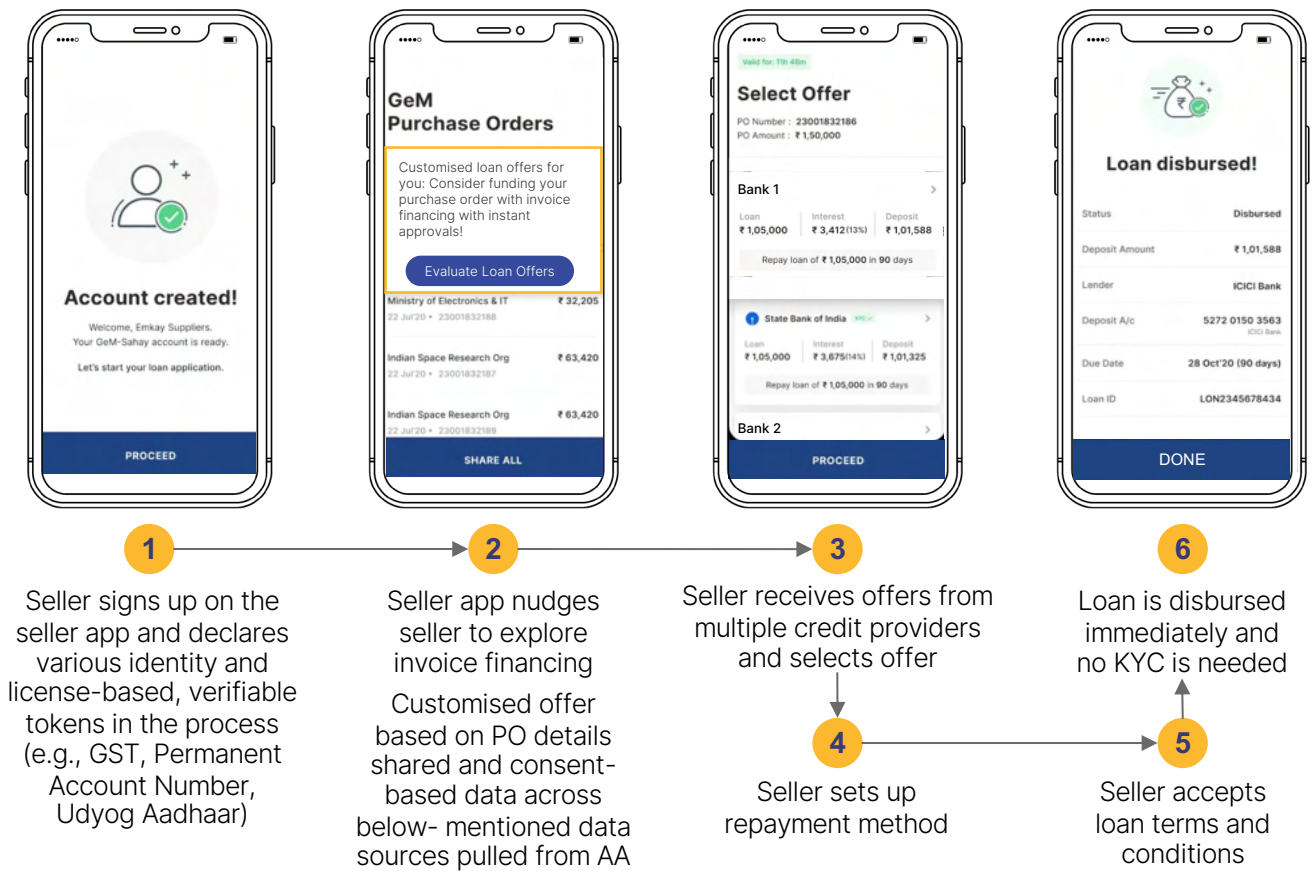 Account created!
Welcome, Emkay Suppliers.
Your GeM-Sahay account is ready.
Let's start your loan application.
PROCEED
GeM
Purchase Orders
Customised loan offers for
you: Consider funding your
purchase order with invoice
financing with instant
approvals!
Evaluate Loan Offers
Ministry of Electronics & IT ₹ 32,205
22 Jul'20 • 23001832188
Indian Space Research Org ₹ 63,420
22 Jul'20 • 23001832187
Indian Space Research Org ₹ 63,420
22 Jul'20 • 23001832189
SHARE ALL
Valid for: 11h 48m
Select Offer
PO Number : 23001832186
PO Amount : ₹ 1,50,000
Bank 1 >
Loan Interest Deposit
₹ 1,05,000 ₹ 3,412(13%) ₹ 1,01,588
Repay loan of ₹ 1,05,000 in 90 days
State Bank of India KYC ✓ >
Loan Interest Deposit
₹ 1,05,000 ₹ 3,675(14%) ₹ 1,01,325
Repay loan of ₹ 1,05,000 in 90 days
Bank 2 >
PROCEED
₹
Loan disbursed!
Status Disbursed
Deposit Amount ₹ 1,01,588
Lender ICICI Bank
Deposit A/c 5272 0150 3563
ICICI Bank
Due Date 28 Oct'20 (90 days)
Loan ID LON2345678434
DONE
1
Seller signs up on the
seller app and declares
various identity and
license-based, verifiable
tokens in the process
(e.g., GST, Permanent
Account Number,
Udyog Aadhaar)
2
Seller app nudges
seller to explore
invoice financing
Customised offer
based on PO details
shared and consent-
based data across
below- mentioned data
sources pulled from AA
3
Seller receives offers from
multiple credit providers
and selects offer
4
Seller sets up
repayment method
5
Seller accepts
loan terms and
conditions
6
Loan is disbursed
immediately and
no KYC is needed